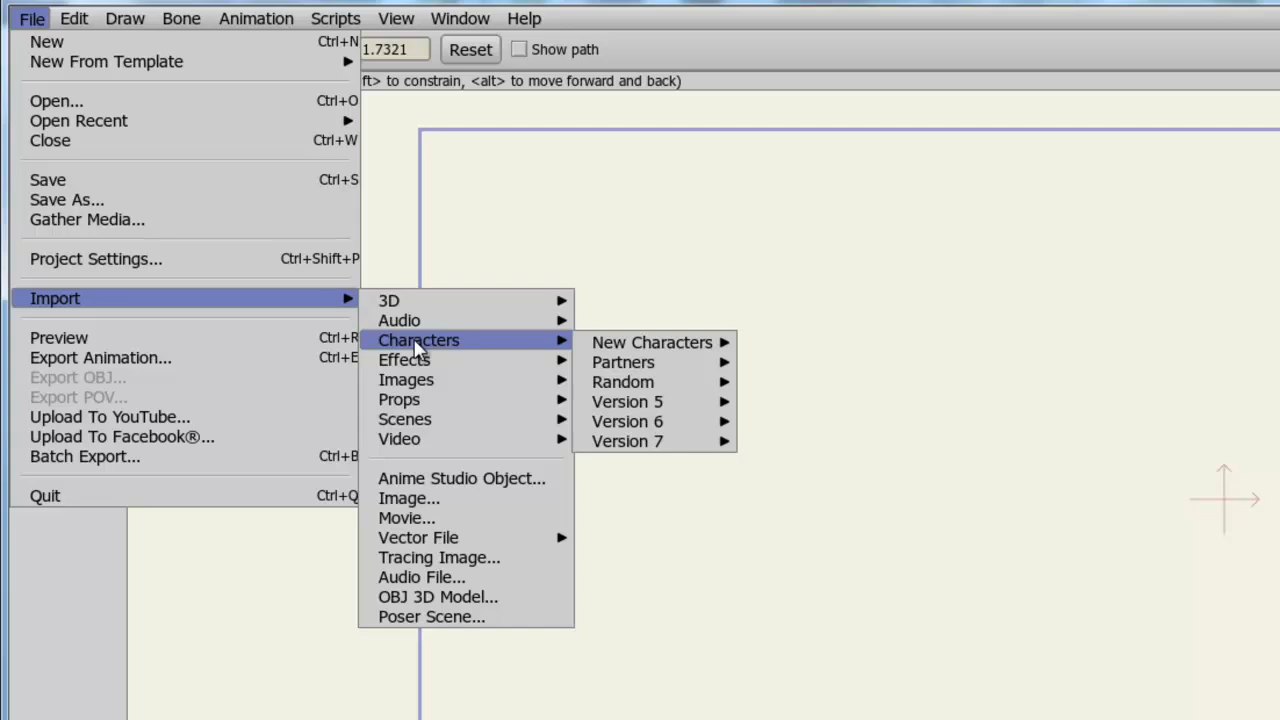 File Edit Draw Bone Animation Scripts View Window Help
New Ctrl+N
New From Template
1.7321 Reset Show path
ft> to constrain, <alt> to move forward and back)
Open... Ctrl+O
Open Recent
Close Ctrl+W
Save Ctrl+S
Save As...
Gather Media...
Project Settings... Ctrl+Shift+P
Import
Preview Ctrl+R
Export Animation... Ctrl+E
Export OBJ...
Export POV...
Upload To YouTube...
Upload To Facebook®...
Batch Export... Ctrl+B
Quit Ctrl+Q
3D
Audio
Characters
Effects
Images
Props
Scenes
Video
Anime Studio Object...
Image...
Movie...
Vector File
Tracing Image...
Audio File...
OBJ 3D Model...
Poser Scene...
New Characters
Partners
Random
Version 5
Version 6
Version 7